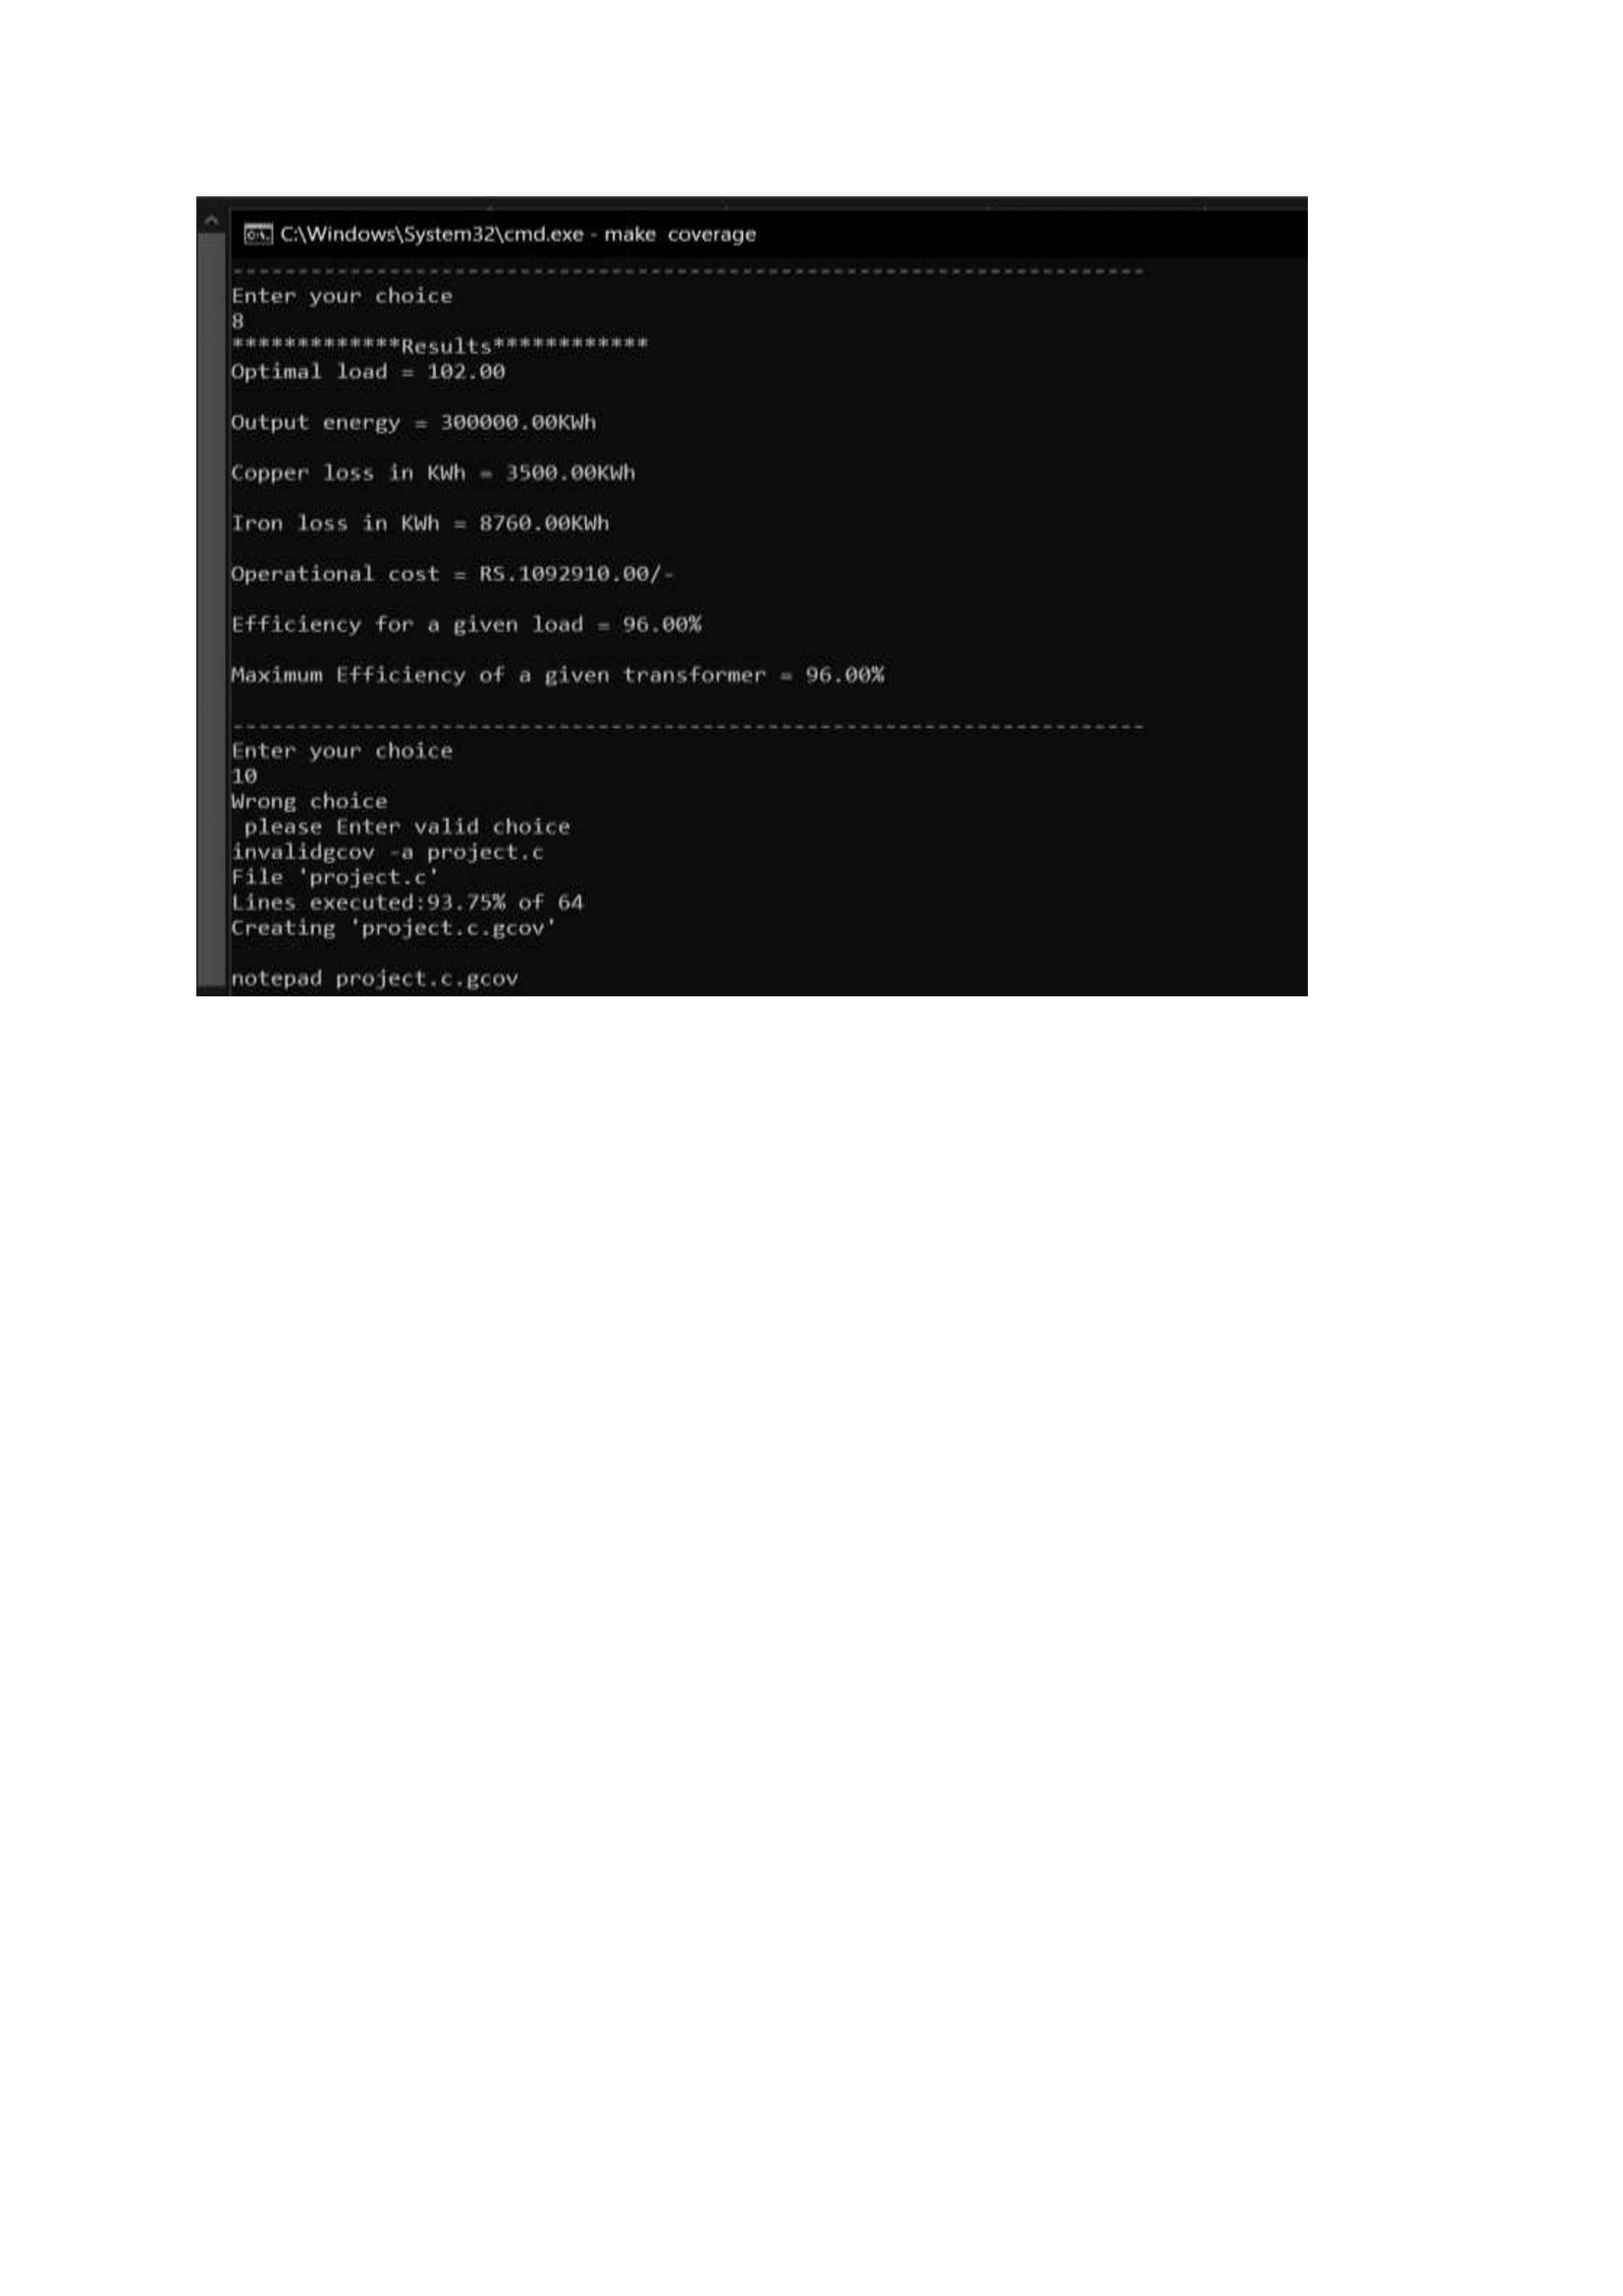 C:\Windows\System32\cmd.exe - make  coverage
----------------------------------------------------------------------
Enter your choice
8
*************Results************
Optimal load = 102.00
Output energy = 300000.00KWh
Copper loss in KWh = 3500.00KWh
Iron loss in KWh = 8760.00KWh
Operational cost = RS.1092910.00/-
Efficiency for a given load = 96.00%
Maximum Efficiency of a given transformer = 96.00%
----------------------------------------------------------------------
Enter your choice
10
Wrong choice
 please Enter valid choice
invalidgcov -a project.c
File 'project.c'
Lines executed:93.75% of 64
Creating 'project.c.gcov'
notepad project.c.gcov